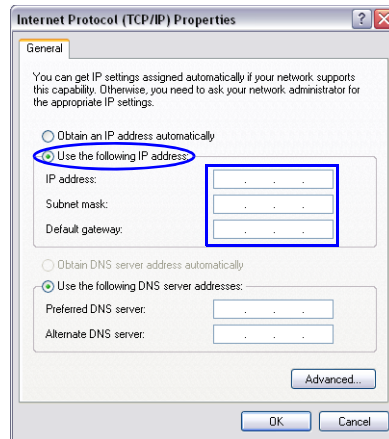 Internet Protocol (TCP/IP) Properties
General
You can get IP settings assigned automatically if your network supports
this capability. Otherwise, you need to ask your network administrator for
the appropriate IP settings.
Obtain an IP address automatically
Use the following IP address:
IP address:
Subnet mask:
Default gateway:
Obtain DNS server address automatically
Use the following DNS server addresses:
Preferred DNS server:
Alternate DNS server:
Advanced...
OK
Cancel